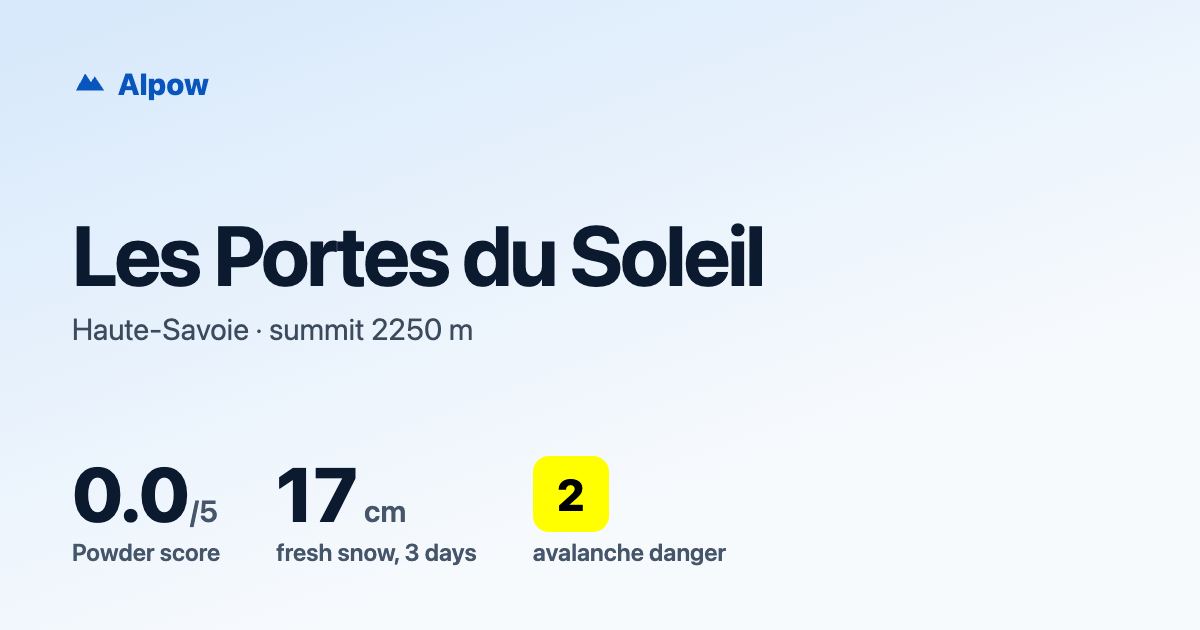 Alpow
Les Portes du Soleil
Haute-Savoie · summit 2250 m
0.0/5 17 cm 2
Powder score fresh snow, 3 days avalanche danger